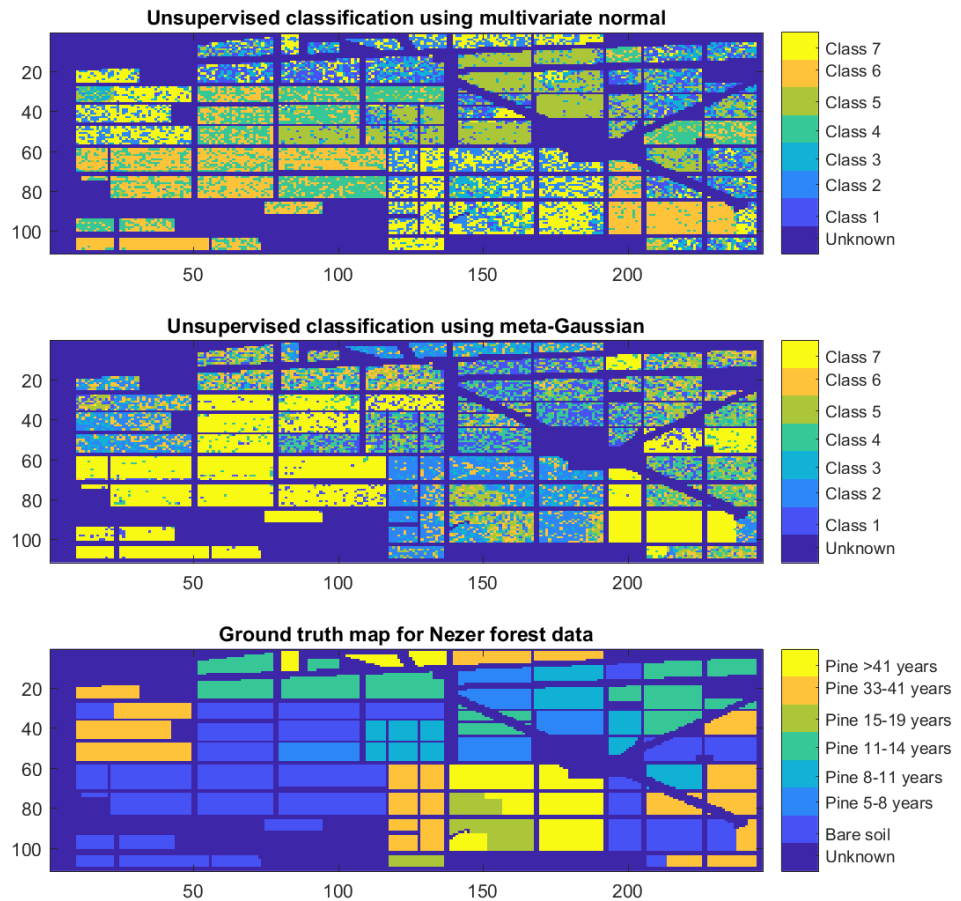 Unsupervised classification using multivariate normal
20
40
60
80
100
50
100
150
200
Class 7
Class 6
Class 5
Class 4
Class 3
Class 2
Class 1
Unknown
Unsupervised classification using meta-Gaussian
20
40
60
80
100
50
100
150
200
Class 7
Class 6
Class 5
Class 4
Class 3
Class 2
Class 1
Unknown
Ground truth map for Nezer forest data
20
40
60
80
100
50
100
150
200
Pine >41 years
Pine 33-41 years
Pine 15-19 years
Pine 11-14 years
Pine 8-11 years
Pine 5-8 years
Bare soil
Unknown